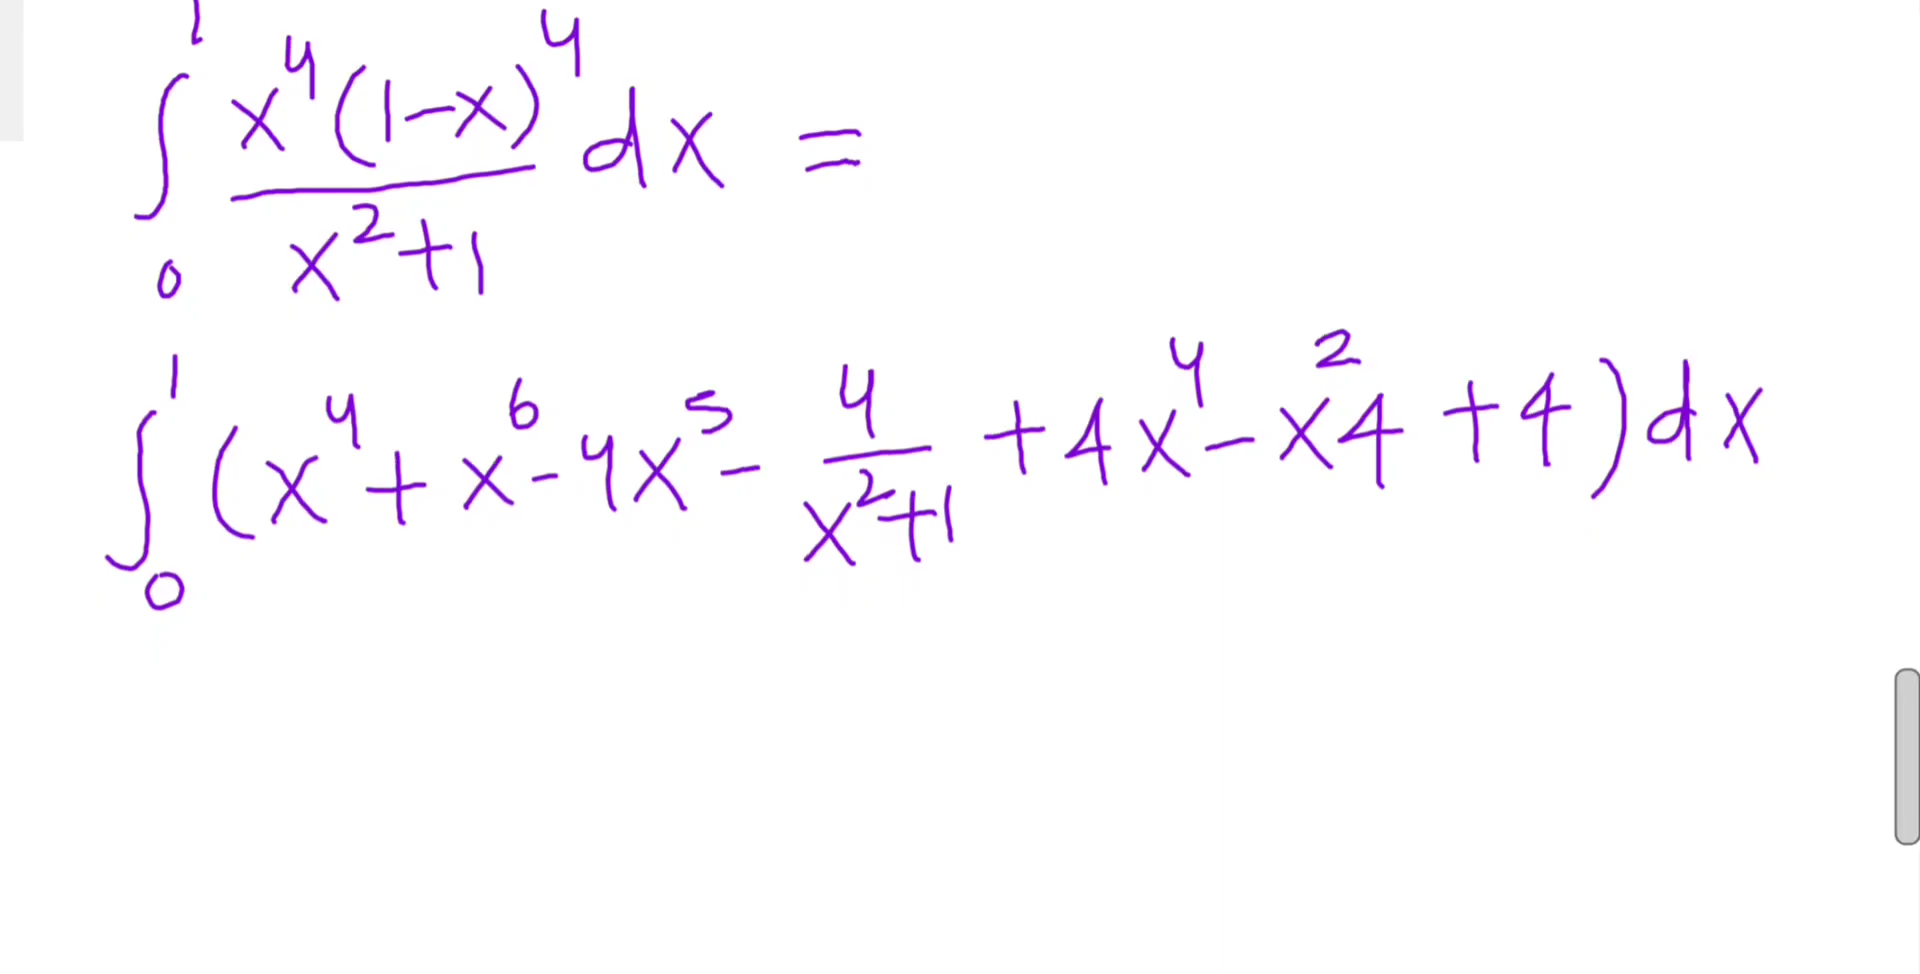 ∫₀¹ x⁴(1-x)⁴/(x²+1) dx =
∫₀¹ (x⁴ + x⁶ - 4x⁵ - 4/(x²+1) + 4x⁴ - x²4 + 4) dx